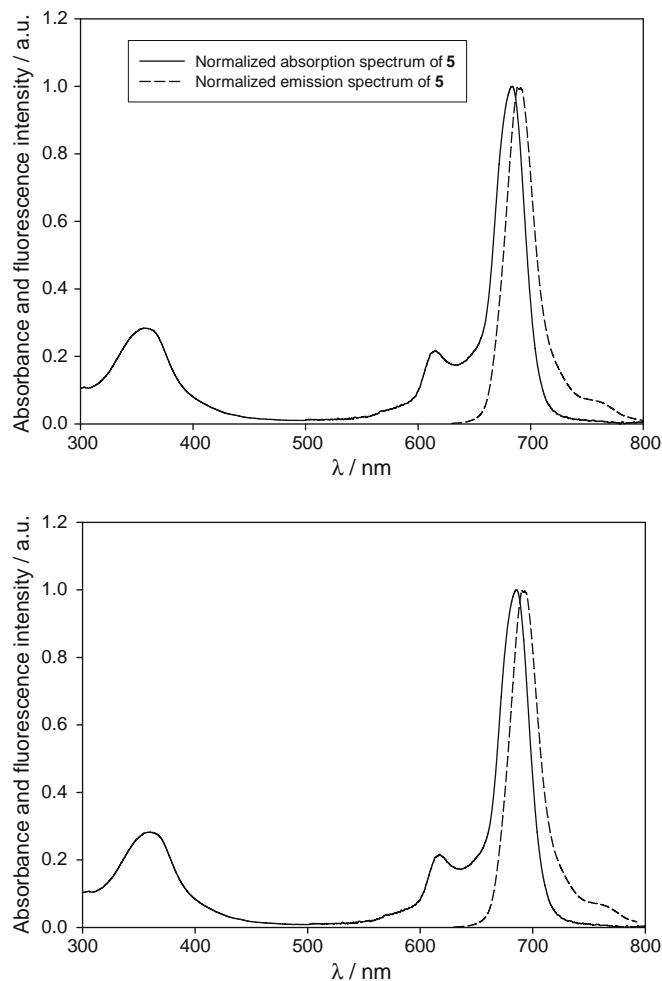 Absorbance and fluorescence intensity / a.u.
1.2
1.0
0.8
0.6
0.4
0.2
0.0
Normalized absorption spectrum of 5
Normalized emission spectrum of 5
300 400 500 600 700 800
λ / nm
Absorbance and fluorescence intensity / a.u.
1.2
1.0
0.8
0.6
0.4
0.2
0.0
300 400 500 600 700 800
λ / nm